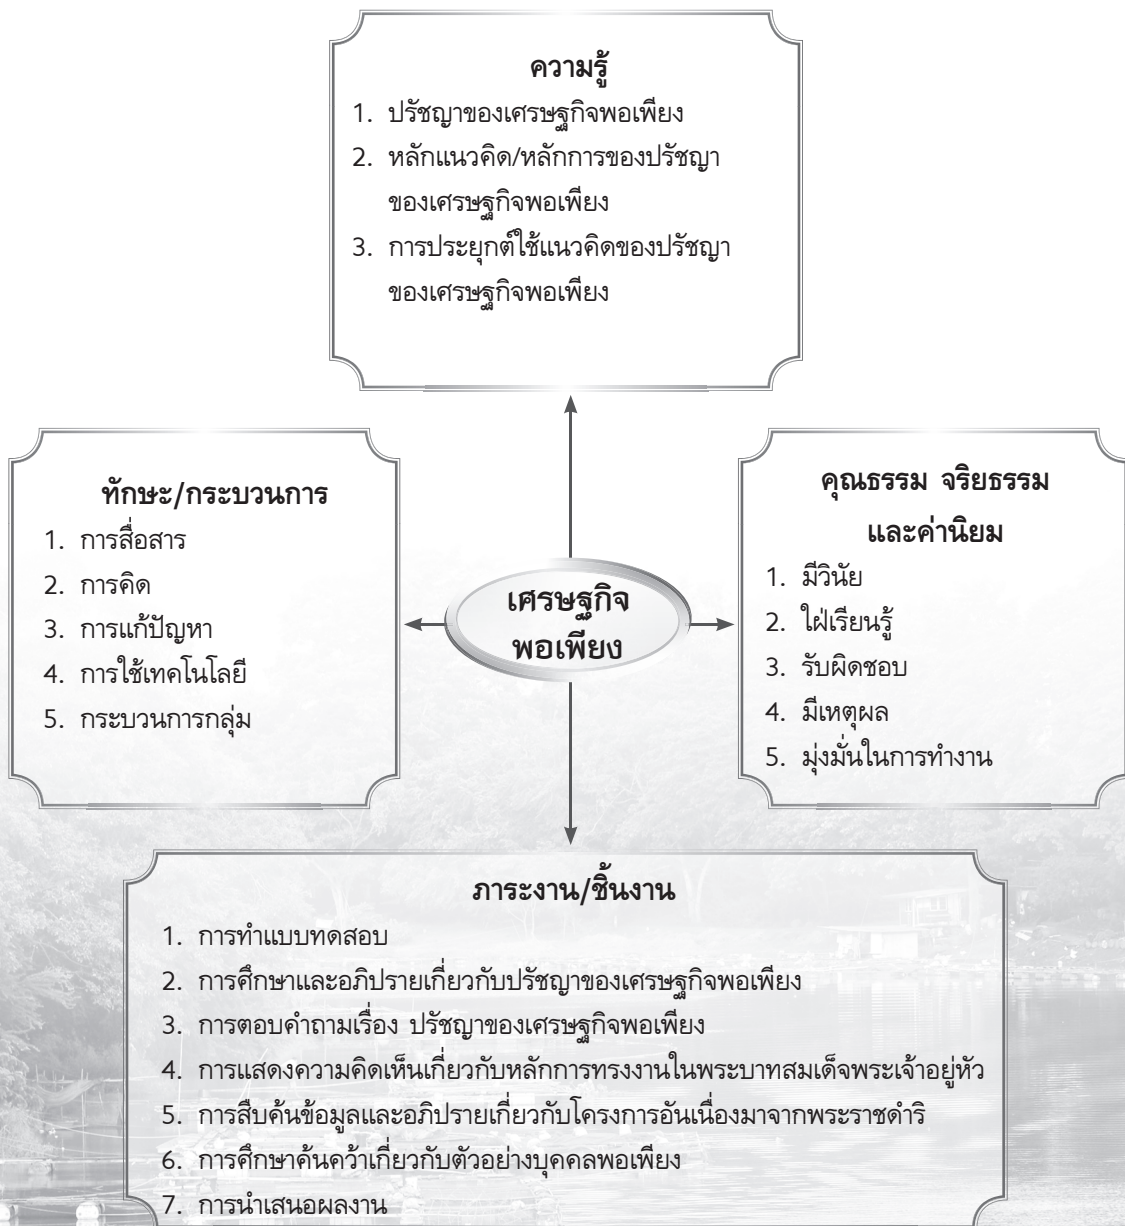 ความรู้
1. ปรัชญาของเศรษฐกิจพอเพียง
2. หลักแนวคิด/หลักการของปรัชญา
ของเศรษฐกิจพอเพียง
3. การประยุกต์ใช้แนวคิดของปรัชญา
ของเศรษฐกิจพอเพียง
ทักษะ/กระบวนการ
1. การสื่อสาร
2. การคิด
3. การแก้ปัญหา
4. การใช้เทคโนโลยี
5. กระบวนการกลุ่ม
เศรษฐกิจ
พอเพียง
คุณธรรม จริยธรรม
และค่านิยม
1. มีวินัย
2. ใฝ่เรียนรู้
3. รับผิดชอบ
4. มีเหตุผล
5. มุ่งมั่นในการทำงาน
ภาระงาน/ชิ้นงาน
1. การทำแบบทดสอบ
2. การศึกษาและอภิปรายเกี่ยวกับปรัชญาของเศรษฐกิจพอเพียง
3. การตอบคำถามเรื่อง ปรัชญาของเศรษฐกิจพอเพียง
4. การแสดงความคิดเห็นเกี่ยวกับหลักการทรงงานในพระบาทสมเด็จพระเจ้าอยู่หัว
5. การสืบค้นข้อมูลและอภิปรายเกี่ยวกับโครงการอันเนื่องมาจากพระราชดำริ
6. การศึกษาค้นคว้าเกี่ยวกับตัวอย่างบุคคลพอเพียง
7. การนำเสนอผลงาน